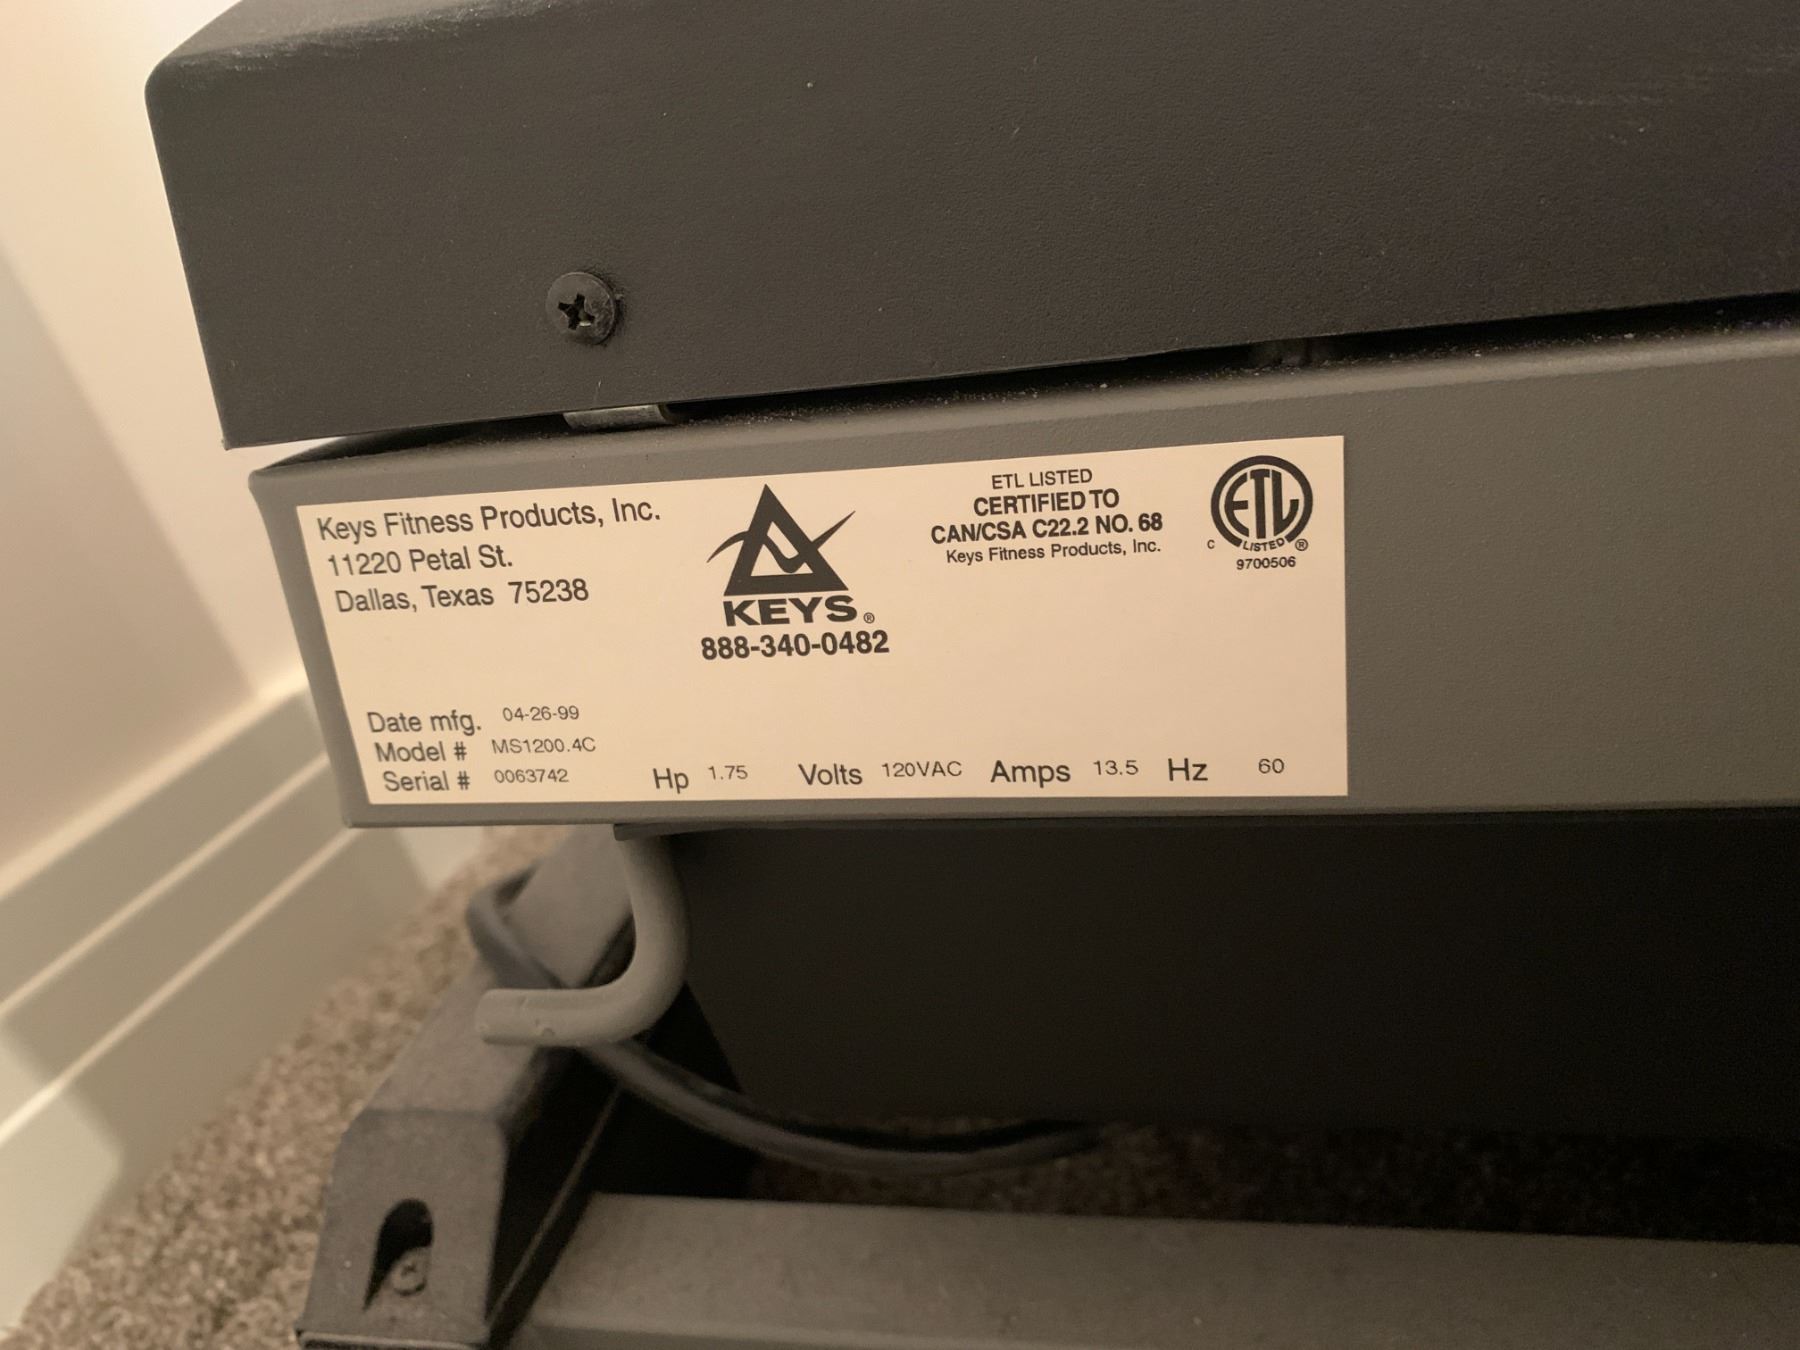 Keys Fitness Products, Inc.
11220 Petal St.
Dallas, Texas 75238
KEYS®
888-340-0482
ETL LISTED
CERTIFIED TO
CAN/CSA C22.2 NO. 68
Keys Fitness Products, Inc.
ETL
C LISTED ®
9700506
Date mfg. 04-26-99
Model # MS1200.4C
Serial # 0063742 Hp 1.75 Volts 120VAC Amps 13.5 Hz 60